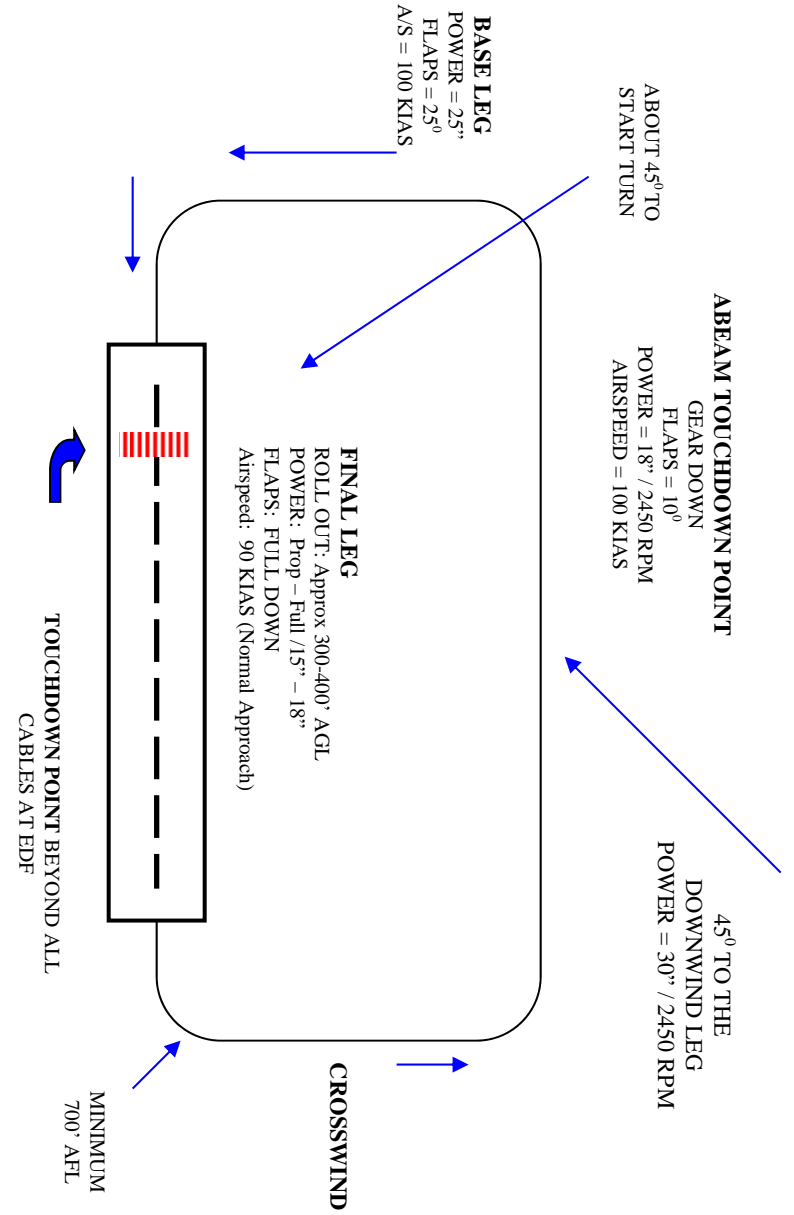 BASE LEG
POWER = 25”
FLAPS = 25⁰
A/S = 100 KIAS
ABOUT 45⁰ TO
START TURN
ABEAM TOUCHDOWN POINT
GEAR DOWN
FLAPS = 10⁰
POWER = 18” / 2450 RPM
AIRSPEED = 100 KIAS
45⁰ TO THE
DOWNWIND LEG
POWER = 30” / 2450 RPM
FINAL LEG
ROLL OUT: Approx 300-400’ AGL
POWER: Prop – Full /15” – 18”
FLAPS: FULL DOWN
Airspeed: 90 KIAS (Normal Approach)
CROSSWIND
TOUCHDOWN POINT BEYOND ALL
CABLES AT EDF
MINIMUM
700’ AFL